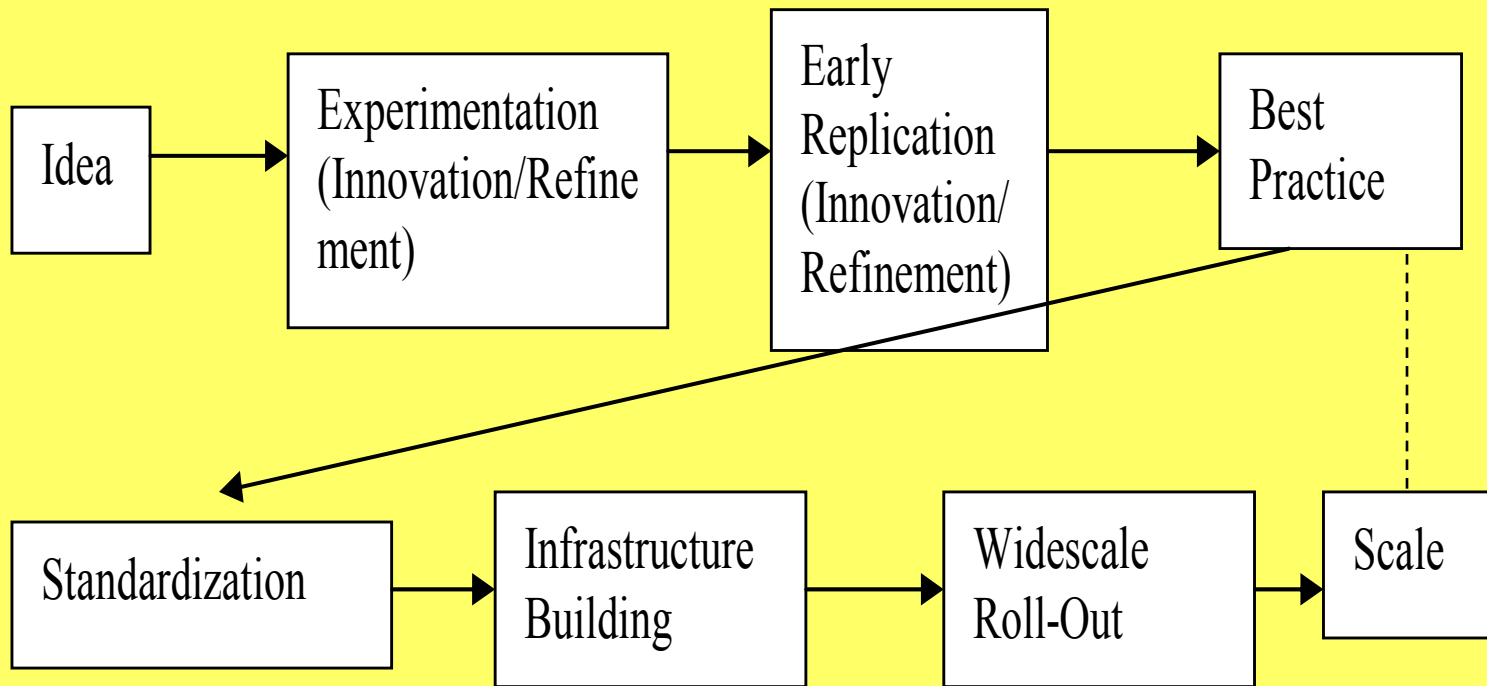 Idea
Experimentation
(Innovation/Refine
ment)
Early
Replication
(Innovation/
Refinement)
Best
Practice
Standardization
Infrastructure
Building
Widescale
Roll-Out
Scale